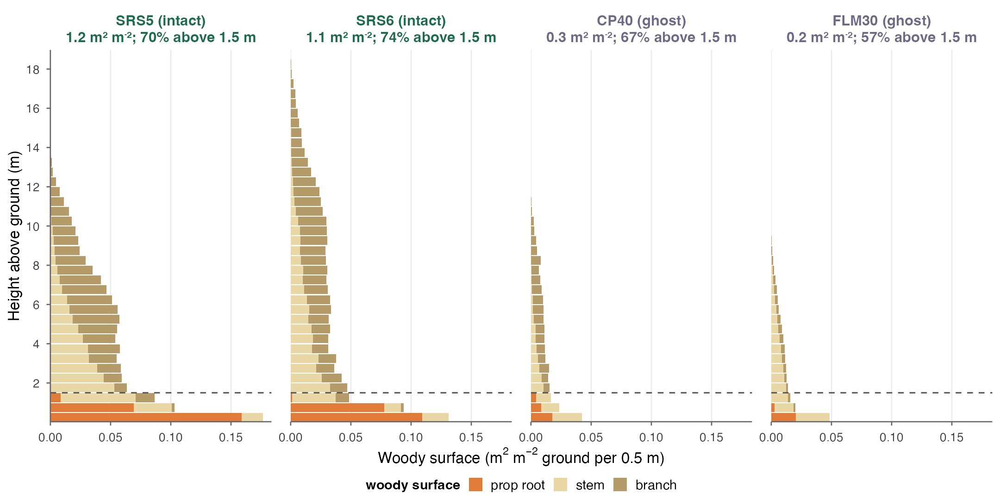 SRS5 (intact)
1.2 m² m⁻²; 70% above 1.5 m
SRS6 (intact)
1.1 m² m⁻²; 74% above 1.5 m
CP40 (ghost)
0.3 m² m⁻²; 67% above 1.5 m
FLM30 (ghost)
0.2 m² m⁻²; 57% above 1.5 m
Height above ground (m)
18
16
14
12
10
8
6
4
2
0.00 0.05 0.10 0.15
0.00 0.05 0.10 0.15
0.00 0.05 0.10 0.15
0.00 0.05 0.10 0.15
Woody surface (m² m⁻² ground per 0.5 m)
woody surface prop root stem branch